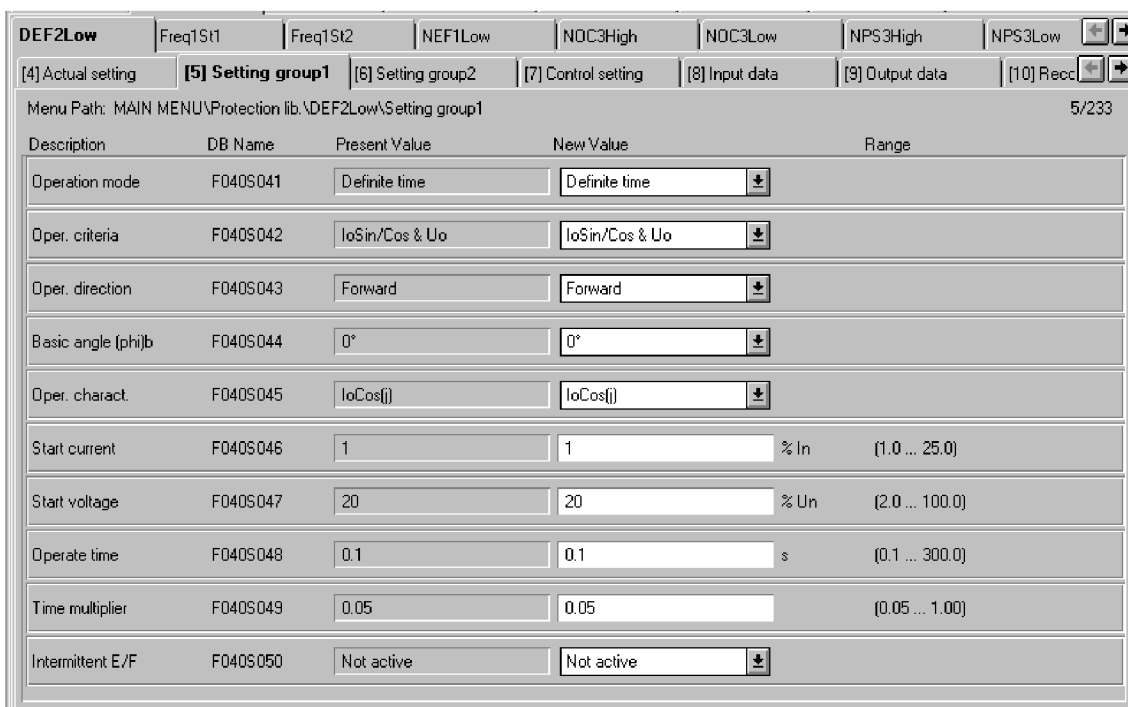 DEF2Low Freq1St1 Freq1St2 NEF1Low NOC3High NOC3Low NPS3High NPS3Low
[4] Actual setting [5] Setting group1 [6] Setting group2 [7] Control setting [8] Input data [9] Output data [10] Recc
Menu Path: MAIN MENU\Protection lib.\DEF2Low\Setting group1 5/233
Description DB Name Present Value New Value Range
Operation mode F040S041 Definite time Definite time
Oper. criteria F040S042 IoSin/Cos & Uo IoSin/Cos & Uo
Oper. direction F040S043 Forward Forward
Basic angle (phi)b F040S044 0° 0°
Oper. charact. F040S045 IoCos(j) IoCos(j)
Start current F040S046 1 1 % In (1.0 ... 25.0)
Start voltage F040S047 20 20 % Un (2.0 ... 100.0)
Operate time F040S048 0.1 0.1 s (0.1 ... 300.0)
Time multiplier F040S049 0.05 0.05 (0.05 ... 1.00)
Intermittent E/F F040S050 Not active Not active